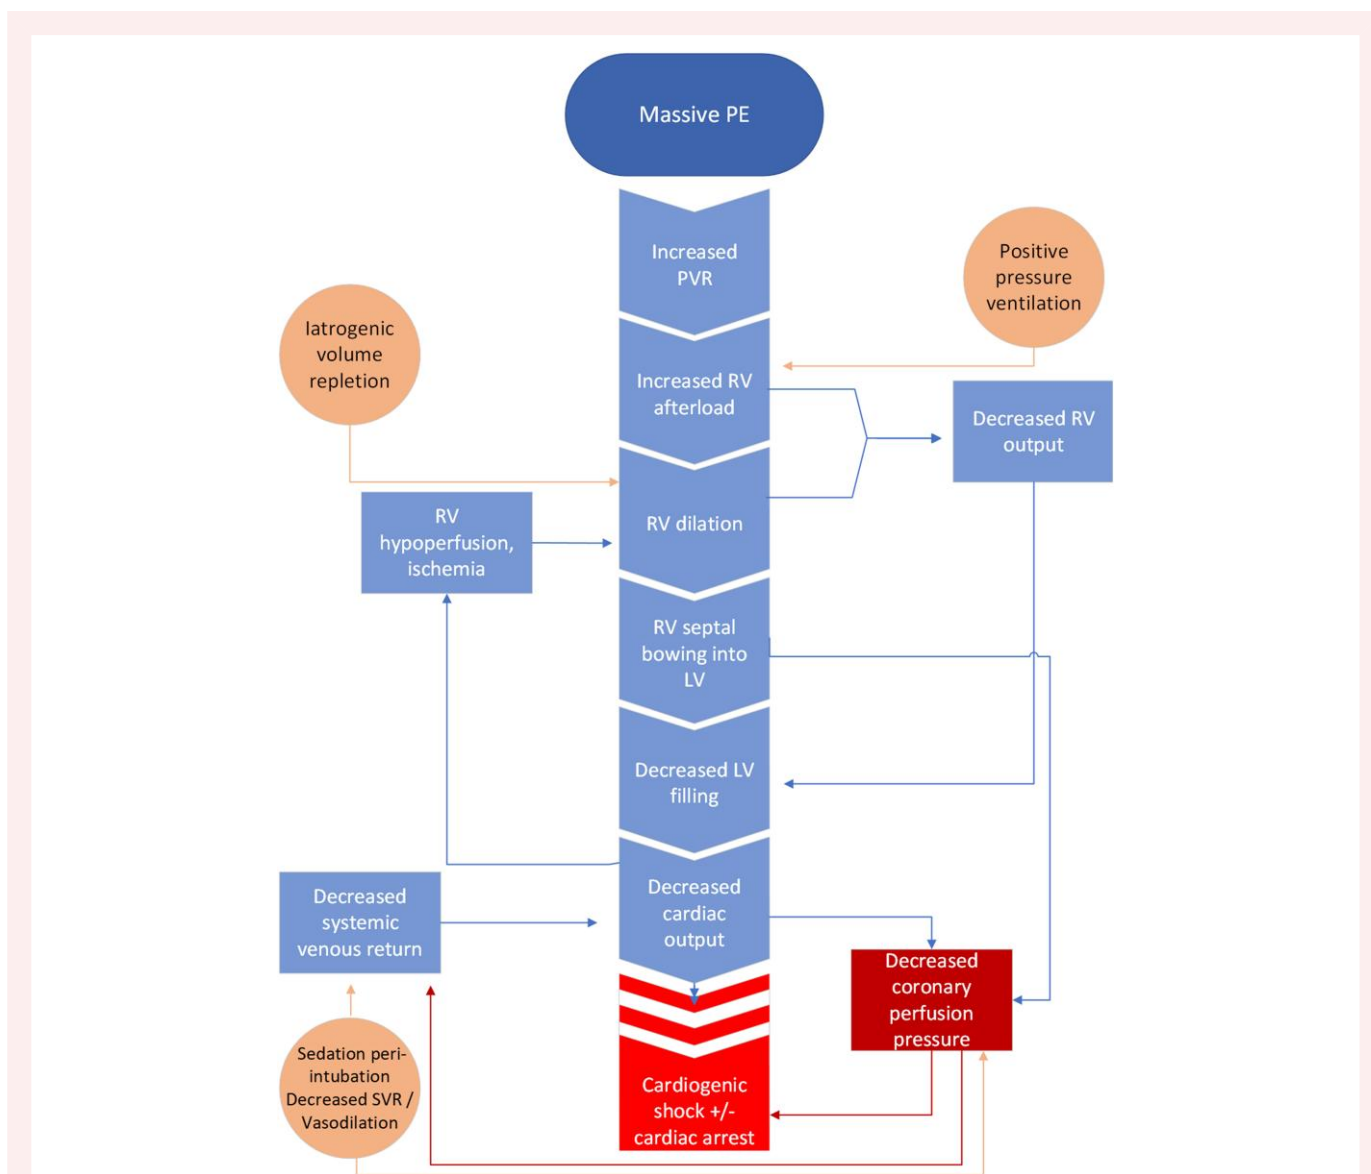 Massive PE
Increased
PVR
Positive
pressure
ventilation
Iatrogenic
volume
repletion
Increased RV
afterload
Decreased RV
output
RV
hypoperfusion,
ischemia
RV dilation
RV septal
bowing into
LV
Decreased LV
filling
Decreased
systemic
venous return
Decreased
cardiac
output
Decreased
coronary
perfusion
pressure
Sedation peri-
intubation
Decreased SVR /
Vasodilation
Cardiogenic
shock +/-
cardiac arrest